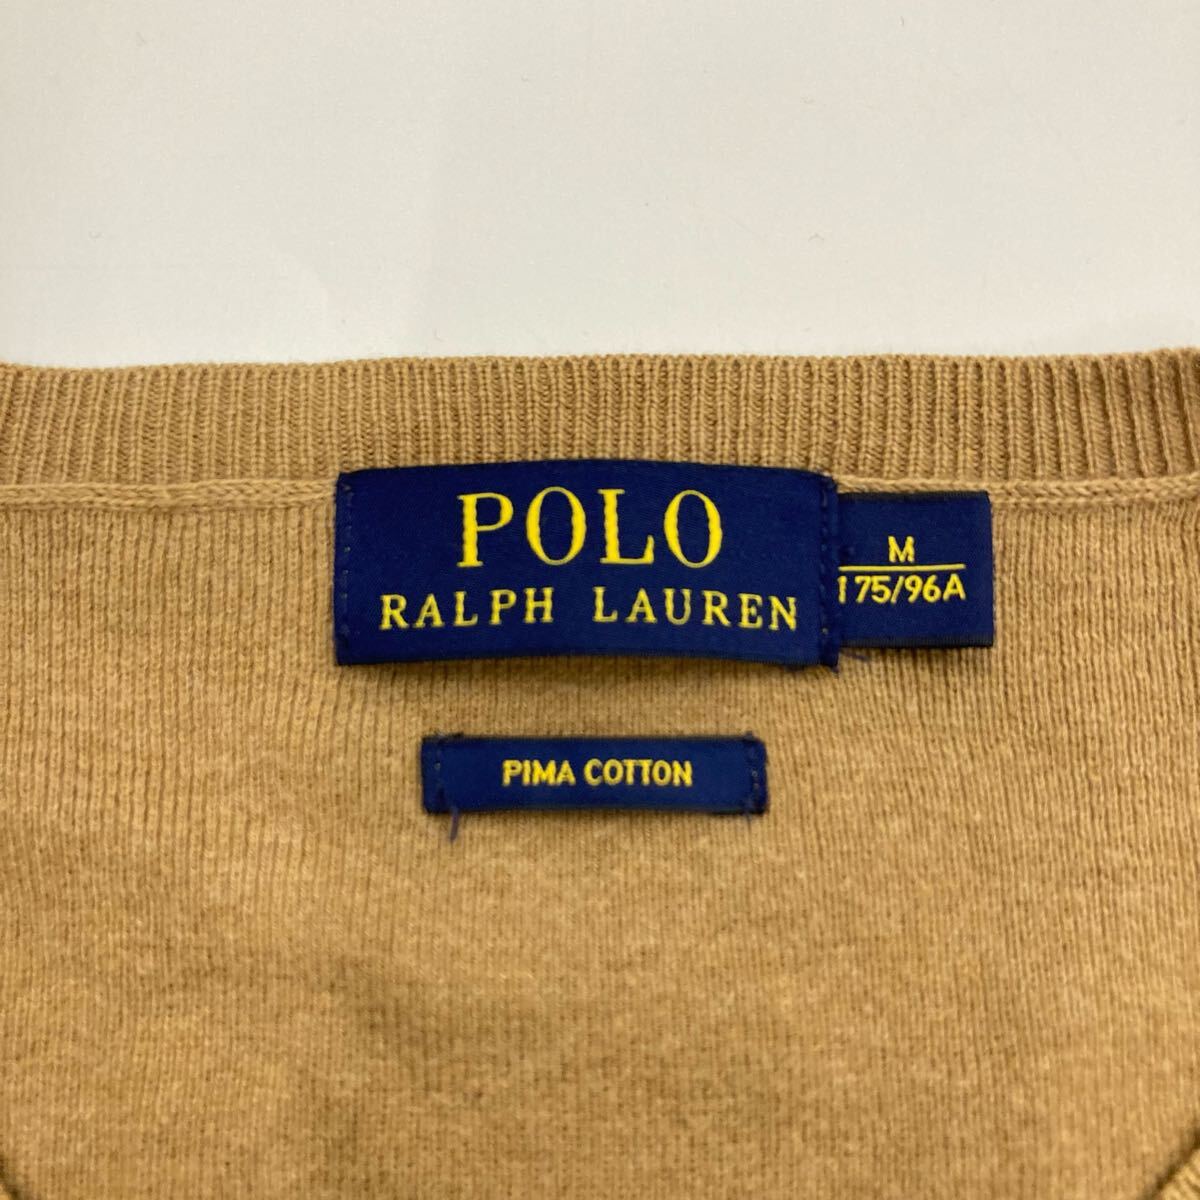 POLO
RALPH LAUREN
M
175/96A
PIMA COTTON